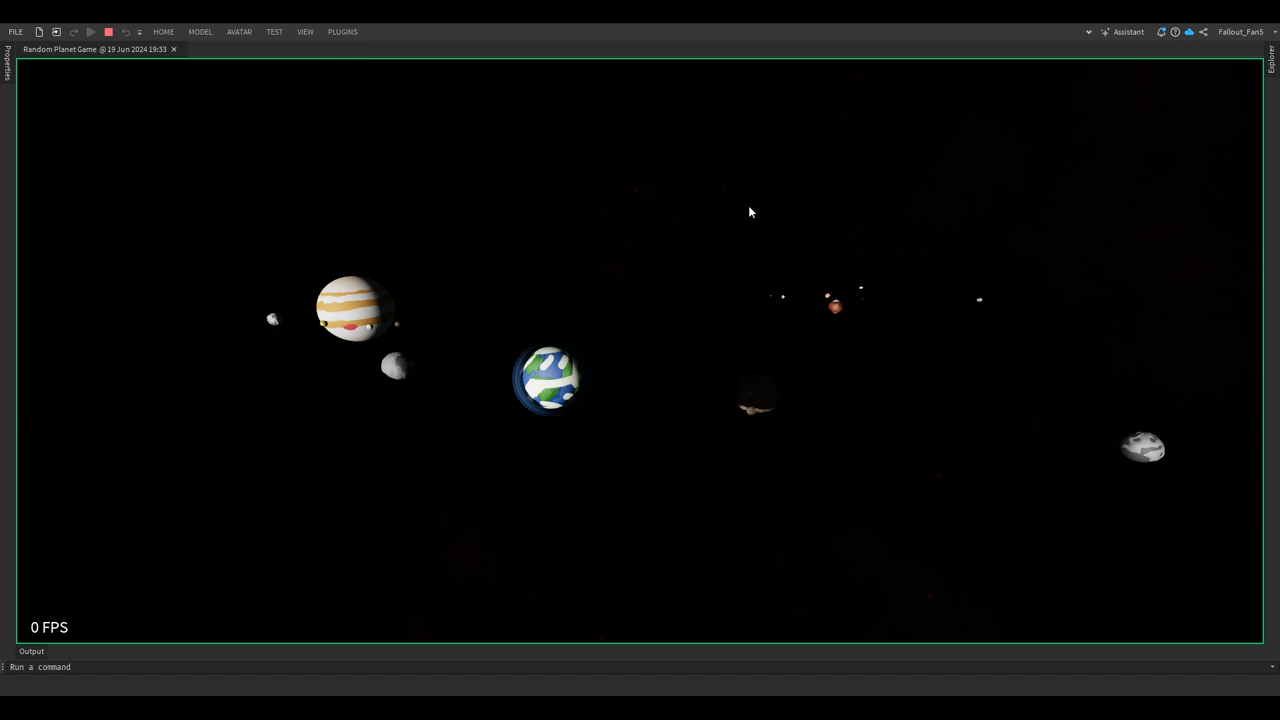 FILE HOME MODEL AVATAR TEST VIEW PLUGINS Assistant Fallout_Fan5
Properties
Random Planet Game @ 19 Jun 2024 19:33
Explorer
0 FPS
Output
Run a command